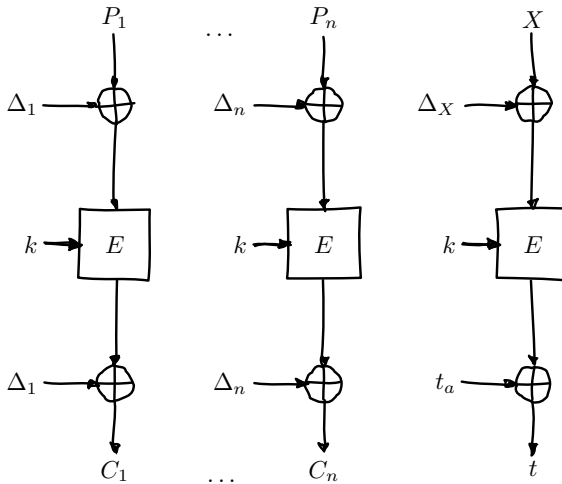 P_1 ... P_n X
Δ_1 Δ_n Δ_X
k E k E k E
Δ_1 Δ_n t_a
C_1 ... C_n t